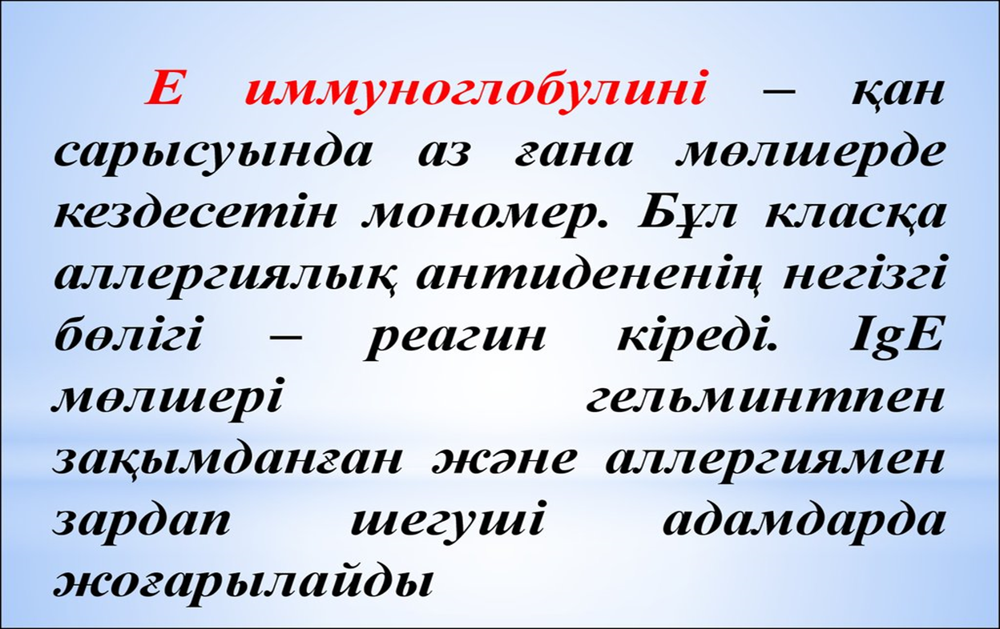 Е иммуноглобулині – қан
сарысуында аз ғана мөлшерде
кездесетін мономер. Бұл класқа
аллергиялық антидененің негізгі
бөлігі – реагин кіреді. IgE
мөлшері гельминтпен
зақымданған және аллергиямен
зардап шегуші адамдарда
жоғарылайды